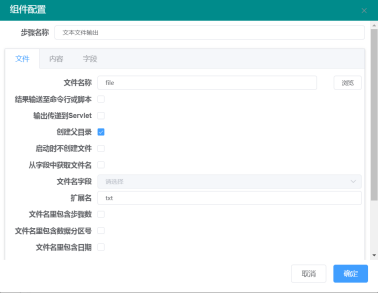 组件配置
步骤名称 文本文件输出
文件 内容 字段
文件名称 file 浏览
结果输送至命令行或脚本
输出传递到Servlet
创建父目录
启动时不创建文件
从字段中获取文件名
文件名字段 请选择
扩展名 txt
文件名里包含步骤数
文件名里包含数据分区号
文件名里包含日期
取消 确定